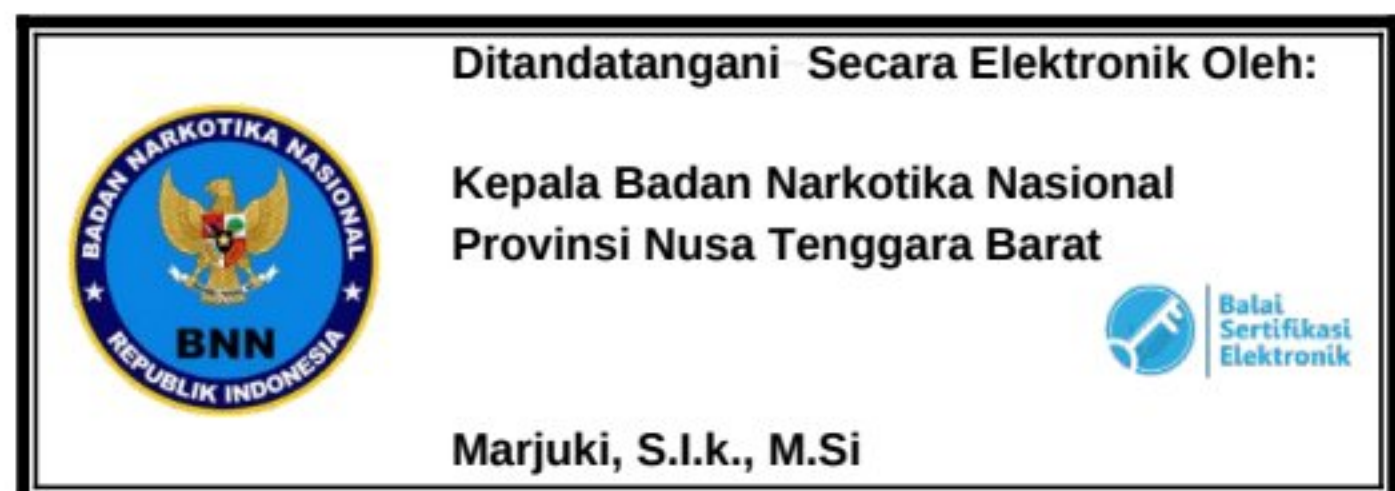 Ditandatangani Secara Elektronik Oleh:
BADAN NARKOTIKA NASIONAL
BNN
REPUBLIK INDONESIA
Kepala Badan Narkotika Nasional
Provinsi Nusa Tenggara Barat
Balai
Sertifikasi
Elektronik
Marjuki, S.I.k., M.Si